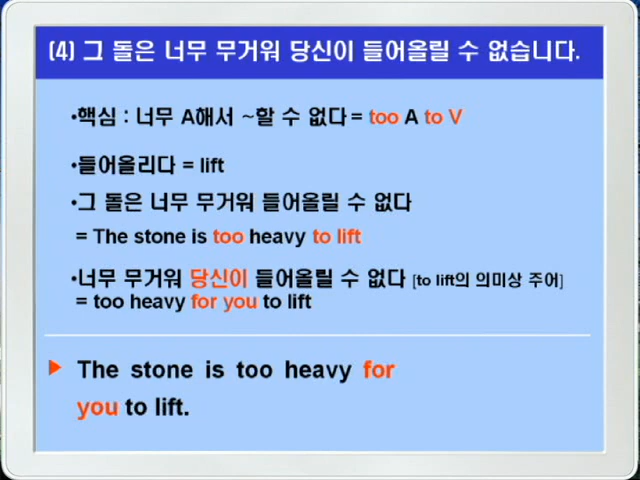 (4) 그 돌은 너무 무거워 당신이 들어올릴 수 없습니다.
•핵심 : 너무 A해서 ~할 수 없다 = too A to V
•들어올리다 = lift
•그 돌은 너무 무거워 들어올릴 수 없다
= The stone is too heavy to lift
•너무 무거워 당신이 들어올릴 수 없다 [to lift의 의미상 주어]
= too heavy for you to lift
The stone is too heavy for
you to lift.